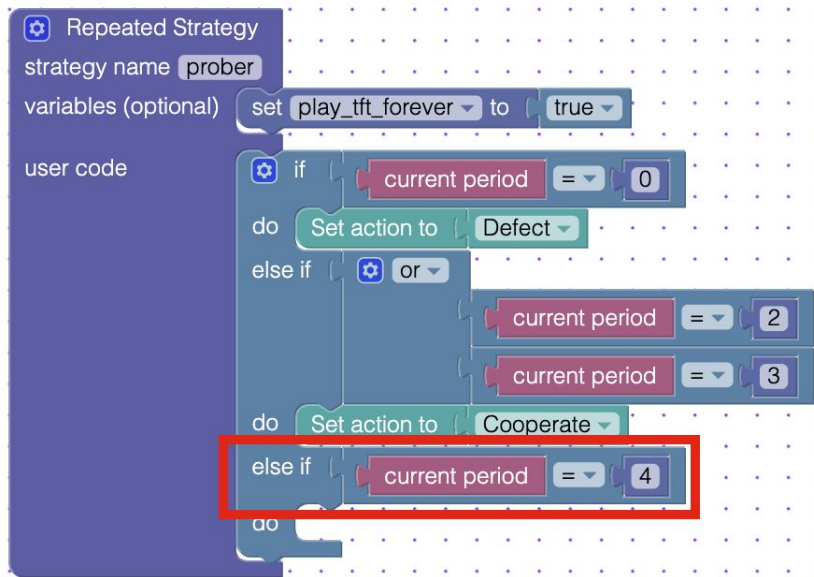 Repeated Strategy
strategy name prober
variables (optional) set play_tft_forever to true
user code if current period = 0
do Set action to Defect
else if or
current period = 2
current period = 3
do Set action to Cooperate
else if current period = 4
do